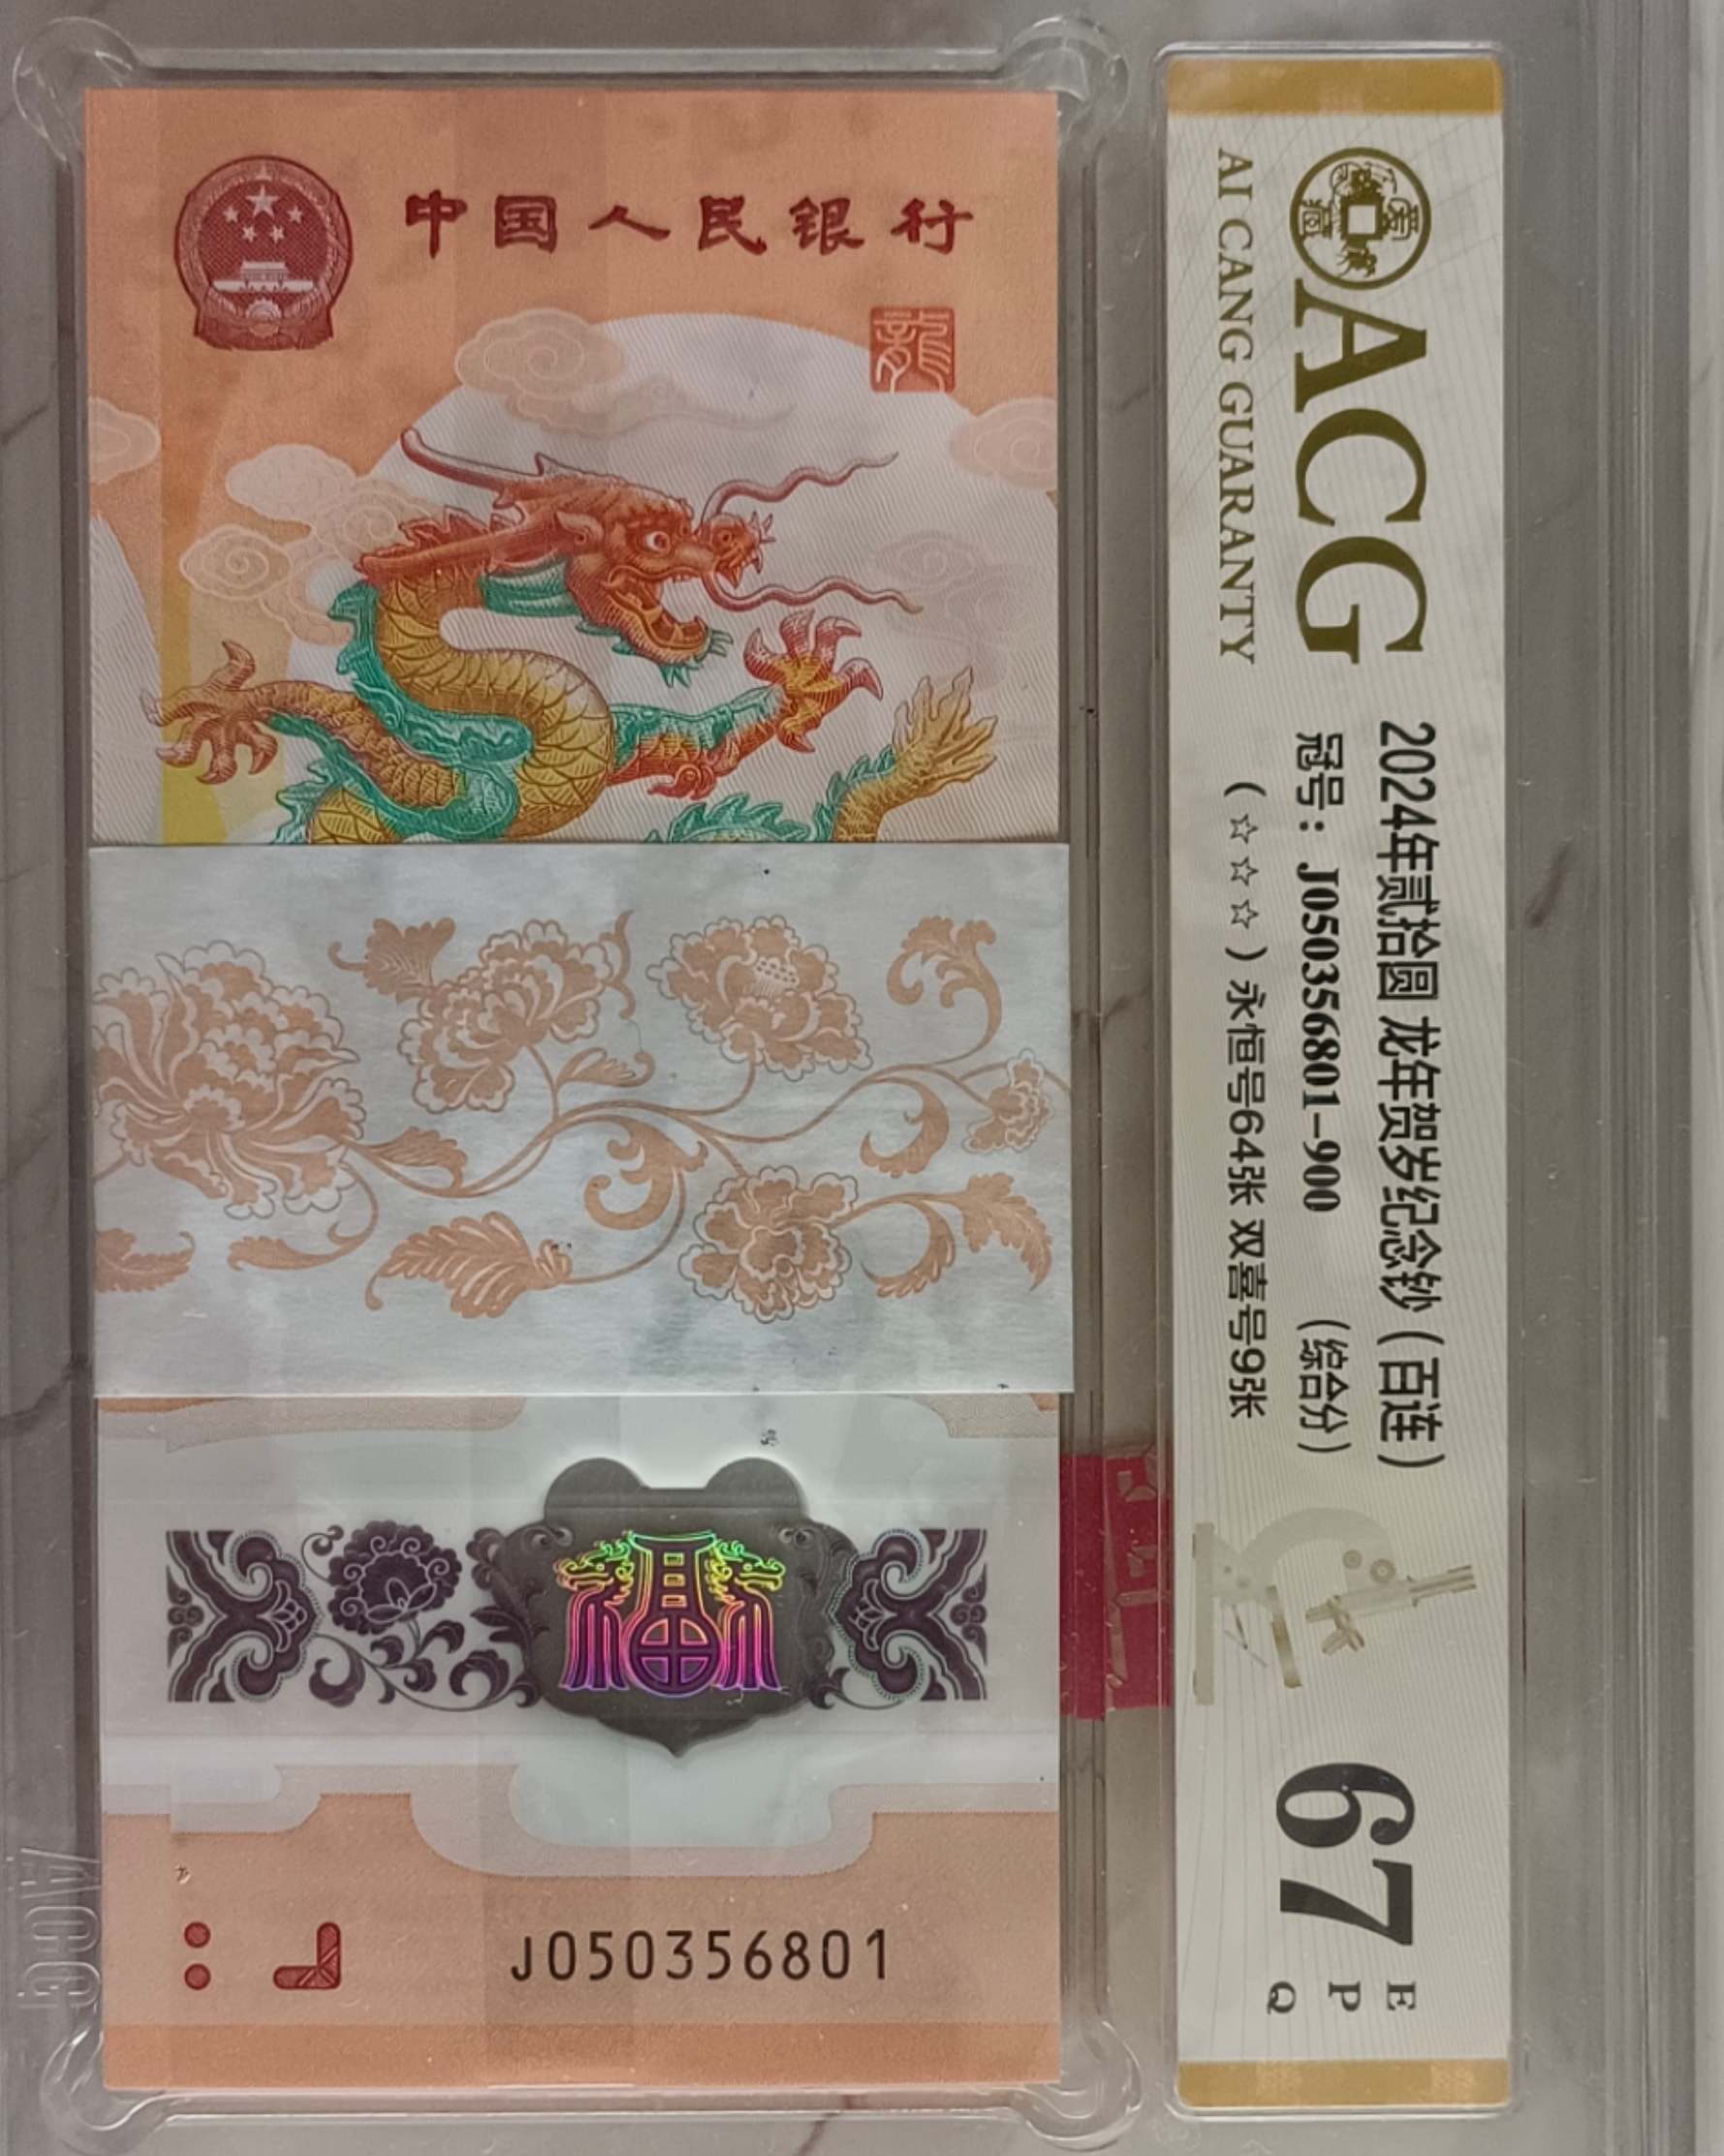 中国人民银行
龍
福
J050356801
ACG
AI CANG GUARANTY
2024年贰拾圆 龙年贺岁纪念钞（百连）
冠号：J050356801-900 （综合分）
（☆☆☆）永恒号64张 双喜号9张
67
E
P
Q
ACG